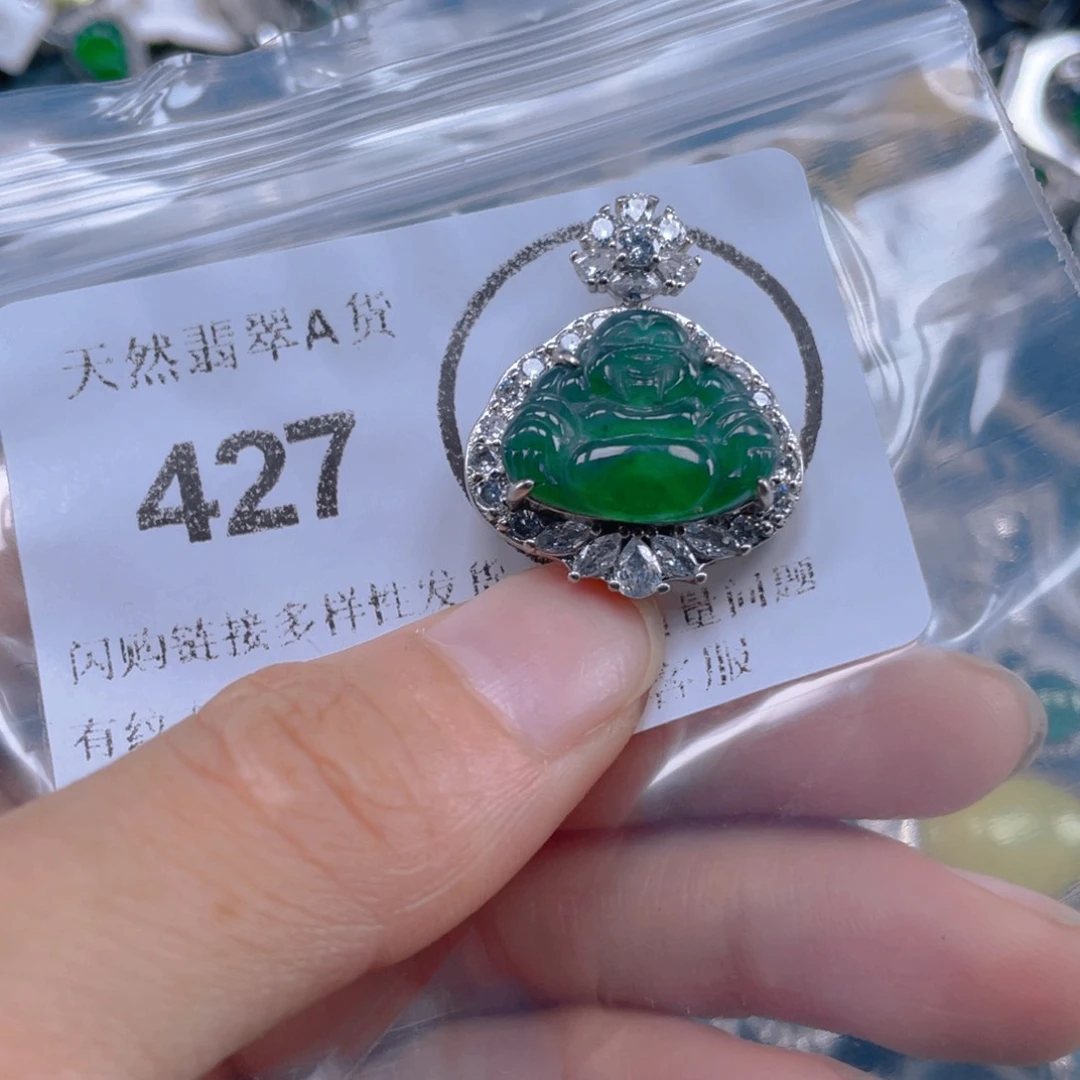 天然翡翠A货
427
闪购链接多样性发货 量问题
有纹 客服